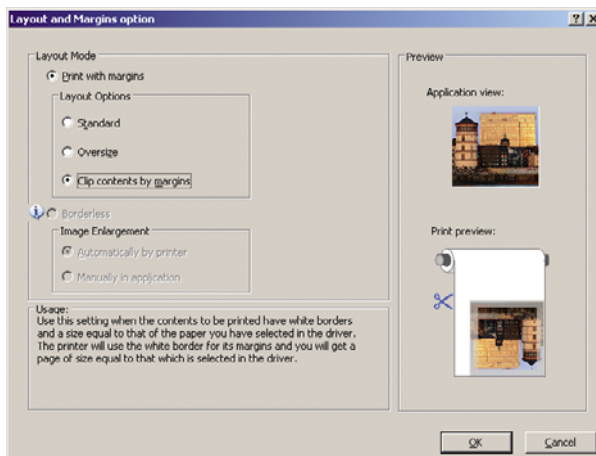 Layout and Margins option
Layout Mode
Print with margins
Layout Options
Standard
Oversize
Clip contents by margins
Borderless
Image Enlargement
Automatically by printer
Manually in application
Usage:
Use this setting when the contents to be printed have white borders
and a size equal to that of the paper you have selected in the driver.
The printer will use the white border for its margins and you will get a
page of size equal to that which is selected in the driver.
Preview
Application view:
Print preview:
OK
Cancel